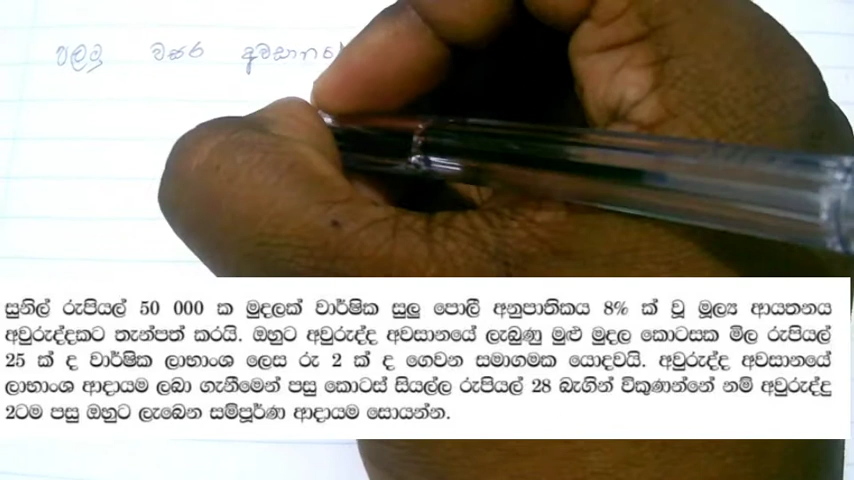 පළමු වසර අවසානයේ
සුනිල් රුපියල් 50 000 ක මුදලක් වාර්ෂික සුලු පොලී අනුපාතිකය 8% ක් වූ මූල්‍ය ආයතනය
අවුරුද්දකට තැන්පත් කරයි. ඔහුට අවුරුද්ද අවසානයේ ලැබුණු මුළු මුදල කොටසක මිල රුපියල්
25 ක් ද වාර්ෂික ලාභාංශ ලෙස රු 2 ක් ද ගෙවන සමාගමක යොදවයි. අවුරුද්ද අවසානයේ
ලාභාංශ ආදායම ලබා ගැනීමෙන් පසු කොටස් සියල්ල රුපියල් 28 බැගින් විකුණන්නේ නම් අවුරුද්දු
2ටම පසු ඔහුට ලැබෙන සම්පූර්ණ ආදායම සොයන්න.